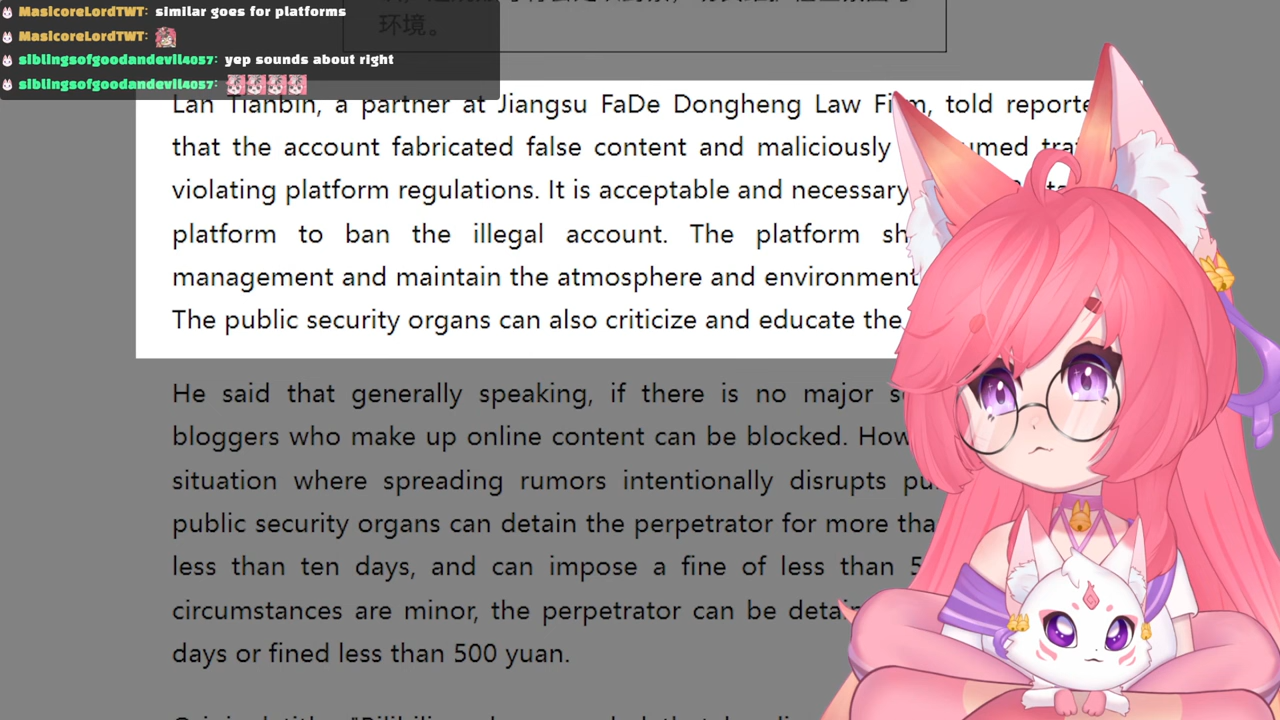 MasicoreLordTWT: similar goes for platforms
MasicoreLordTWT:
siblingsofgoodandevil4057: yep sounds about right
siblingsofgoodandevil4057:
环境。
Lan Tianbin, a partner at Jiangsu FaDe Dongheng Law Firm, told
that the account fabricated false content and maliciously
violating platform regulations. It is acceptable and necessary
platform to ban the illegal account. The platform
management and maintain the atmosphere and environment
The public security organs can also criticize and educate the
He said that generally speaking, if there is no major
bloggers who make up online content can be blocked.
situation where spreading rumors intentionally disrupts
public security organs can detain the perpetrator for more
less than ten days, and can impose a fine of less than
circumstances are minor, the perpetrator can be
days or fined less than 500 yuan.